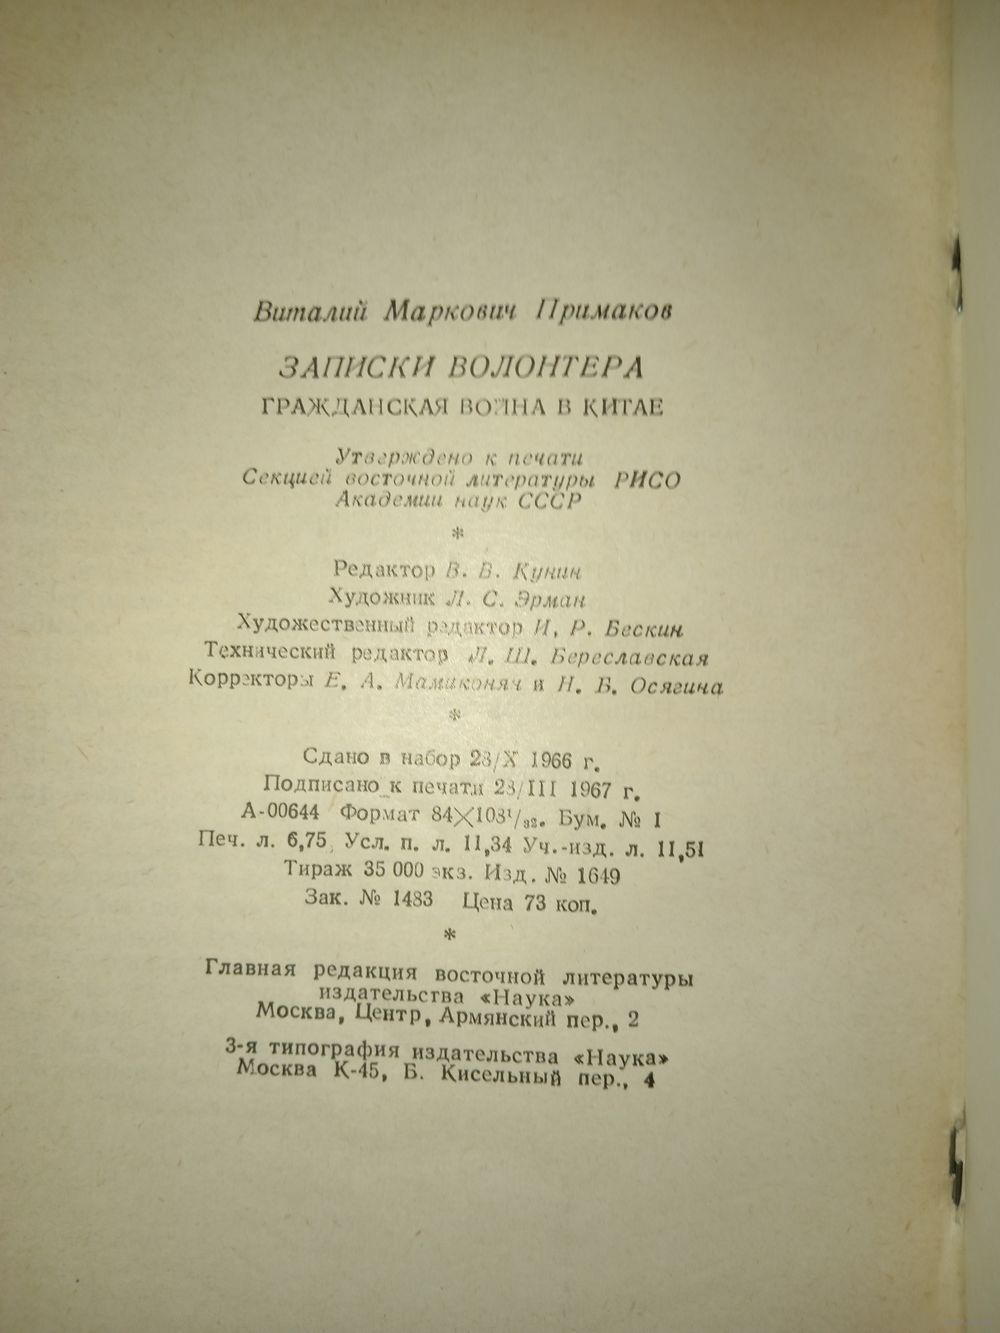 Виталий Маркович Примаков
ЗАПИСКИ ВОЛОНТЕРА
ГРАЖДАНСКАЯ ВОЙНА В КИТАЕ
Утверждено к печати
Секцией восточной литературы РИСО
Академии наук СССР
*
Редактор В. В. Кунин
Художник Л. С. Эрман
Художественный редактор И. Р. Бескин
Технический редактор Л. Ш. Береславская
Корректоры Е. А. Мамиконян и Н. Б. Осягина
*
Сдано в набор 28/X 1966 г.
Подписано к печати 23/III 1967 г.
А-00644 Формат 84×108¹/₃₂. Бум. № 1
Печ. л. 6,75. Усл. п. л. 11,34 Уч.-изд. л. 11,51
Тираж 35 000 экз. Изд. № 1649
Зак. № 1483 Цена 73 коп.
*
Главная редакция восточной литературы
издательства «Наука»
Москва, Центр, Армянский пер., 2
3-я типография издательства «Наука»
Москва К-45, Б. Кисельный пер., 4